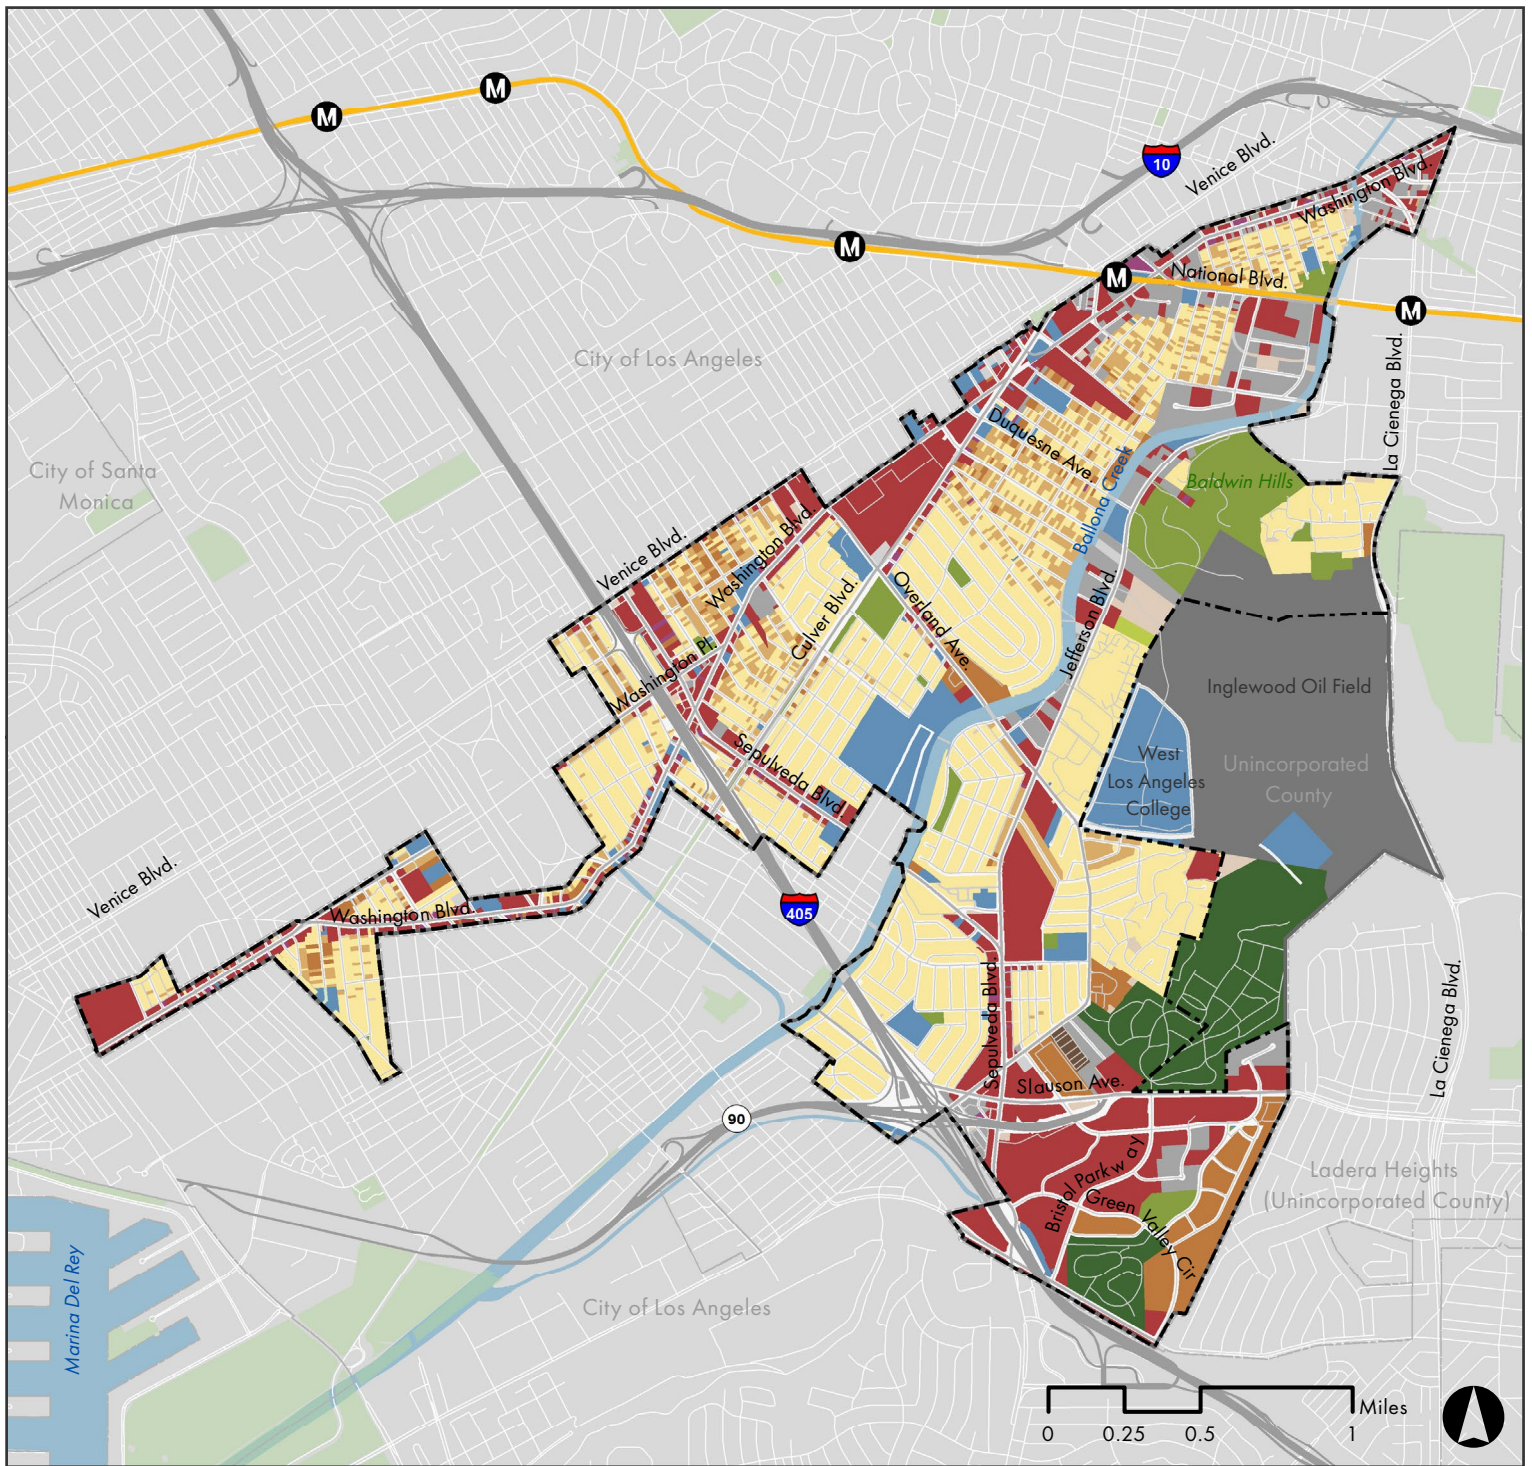 M
M
10
Venice Blvd.
Washington Blvd.
M
M
National Blvd.
M
City of Los Angeles
La Cienega Blvd.
Duquesne Ave.
City of Santa
Monica
Ballona Creek
Baldwin Hills
Venice Blvd.
Washington Blvd.
Culver Blvd.
Overland Ave.
Jefferson Blvd.
Washington Pl.
Inglewood Oil Field
Sepulveda Blvd.
West
Los Angeles
College
Unincorporated
County
Venice Blvd.
Washington Blvd.
405
Sepulveda Blvd.
La Cienega Blvd.
Slauson Ave.
90
Bristol Parkway
Green Valley Cir
Ladera Heights
(Unincorporated County)
Marina Del Rey
City of Los Angeles
Miles
0 0.25 0.5 1